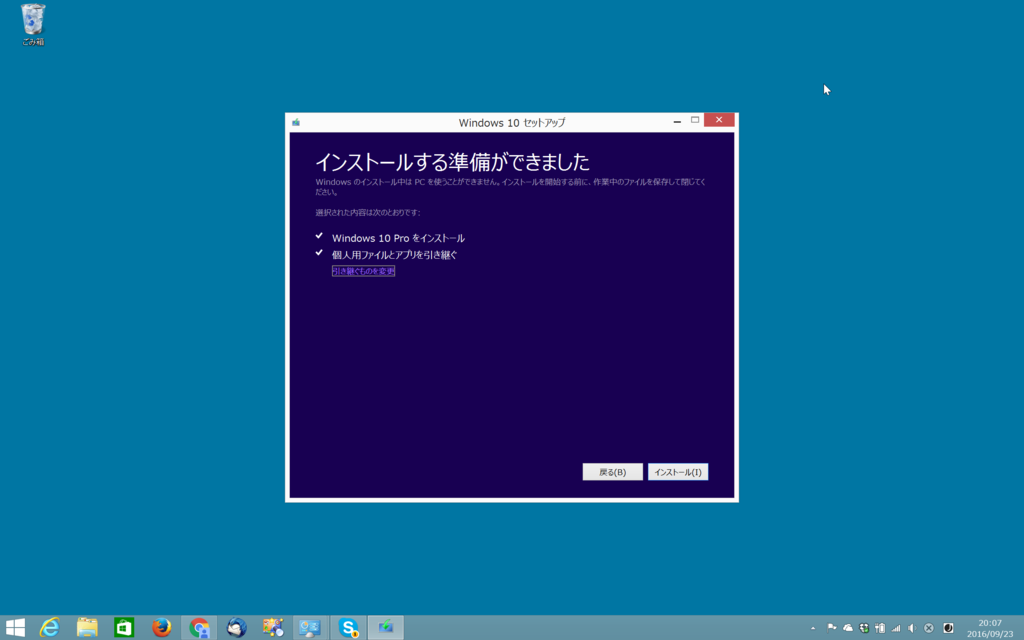 ごみ箱
Windows 10 セットアップ
インストールする準備ができました
Windows のインストール中は PC を使うことができません。インストールを開始する前に、作業中のファイルを保存して閉じてく
ださい。
選択された内容は次のとおりです:
Windows 10 Pro をインストール
個人用ファイルとアプリを引き継ぐ
引き継ぐものを変更
戻る(B)
インストール(I)
20:07
2016/09/23